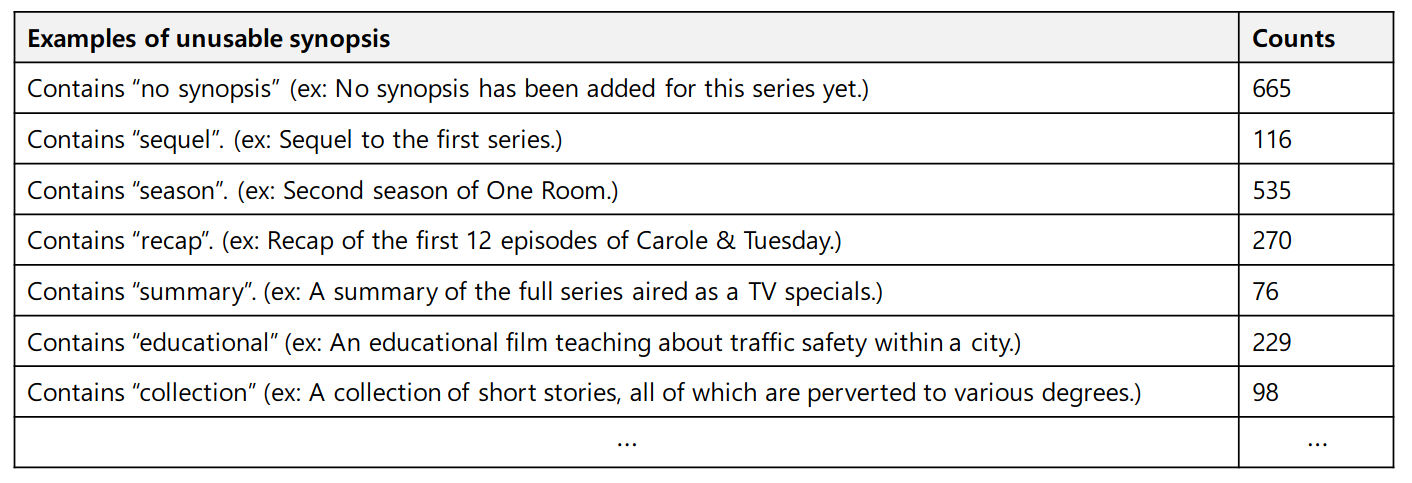 Examples of unusable synopsis Counts
Contains “no synopsis” (ex: No synopsis has been added for this series yet.) 665
Contains “sequel”. (ex: Sequel to the first series.) 116
Contains “season”. (ex: Second season of One Room.) 535
Contains “recap”. (ex: Recap of the first 12 episodes of Carole & Tuesday.) 270
Contains “summary”. (ex: A summary of the full series aired as a TV specials.) 76
Contains “educational” (ex: An educational film teaching about traffic safety within a city.) 229
Contains “collection” (ex: A collection of short stories, all of which are perverted to various degrees.) 98
… …